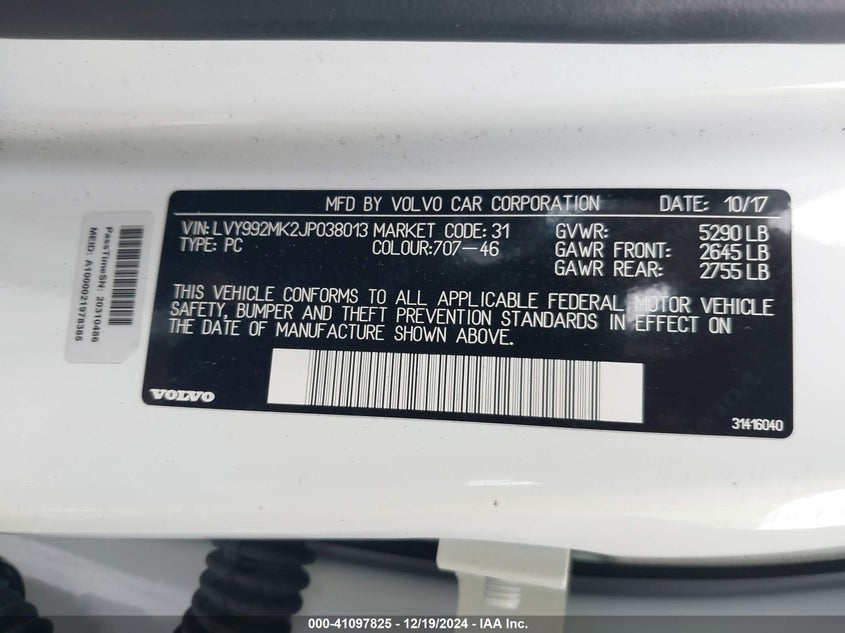 MFD BY VOLVO CAR CORPORATION DATE: 10/17
VIN: LVY992MK2JP038013 MARKET CODE: 31 GVWR: 5290 LB
TYPE: PC COLOUR:707-46 GAWR FRONT: 2645 LB
GAWR REAR: 2755 LB
THIS VEHICLE CONFORMS TO ALL APPLICABLE FEDERAL MOTOR VEHICLE
SAFETY, BUMPER AND THEFT PREVENTION STANDARDS IN EFFECT ON
THE DATE OF MANUFACTURE SHOWN ABOVE.
VOLVO
31416040
PassTimeSN: 20310486
MEID: A1000021978386
000-41097825 - 12/19/2024 - IAA Inc.